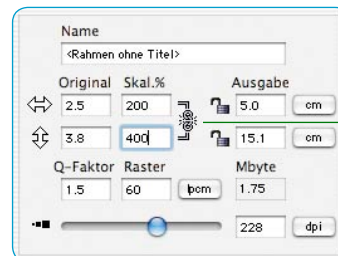 Name
<Rahmen ohne Titel>
Original Skal.% Ausgabe
2.5 200 5.0 cm
3.8 400 15.1 cm
Q-Faktor Raster Mbyte
1.5 60 lpcm 1.75
228 dpi